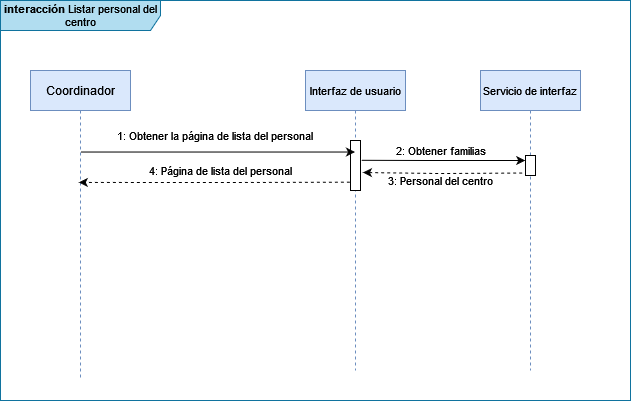 interacción Listar personal del
centro
Coordinador
Interfaz de usuario
Servicio de interfaz
1: Obtener la página de lista del personal
2: Obtener familias
4: Página de lista del personal
3: Personal del centro